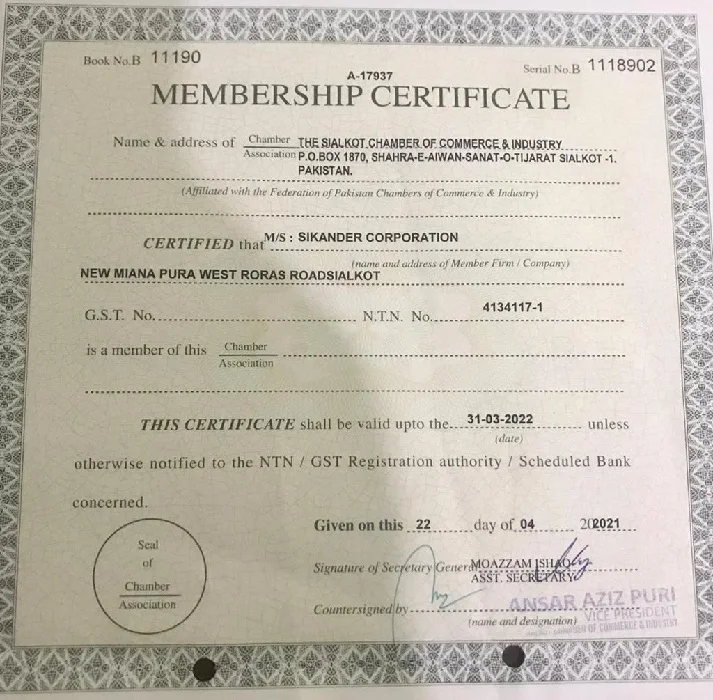 Book No.B 11190
Serial No.B 1118902
A-17937
MEMBERSHIP CERTIFICATE
Name & address of Chamber THE SIALKOT CHAMBER OF COMMERCE & INDUSTRY
Association P.O.BOX 1870, SHAHRA-E-AIWAN-SANAT-O-TIJARAT SIALKOT -1.
PAKISTAN.
(Affiliated with the Federation of Pakistan Chambers of Commerce & Industry)
CERTIFIED that M/S : SIKANDER CORPORATION
(name and address of Member Firm / Company)
NEW MIANA PURA WEST RORAS ROADSIALKOT
G.S.T. No. N.T.N. No. 4134117-1
is a member of this Chamber
Association
THIS CERTIFICATE shall be valid upto the 31-03-2022 unless
(date)
otherwise notified to the NTN / GST Registration authority / Scheduled Bank
concerned.
Given on this 22 day of 04 2021
Seal
of
Chamber
Association
Signature of Secretary General MOAZZAM ISHAQ
ASST. SECRETARY
Countersigned by ANSAR AZIZ PURI
VICE PRESIDENT
(name and designation) OF COMMERCE & INDUSTRY